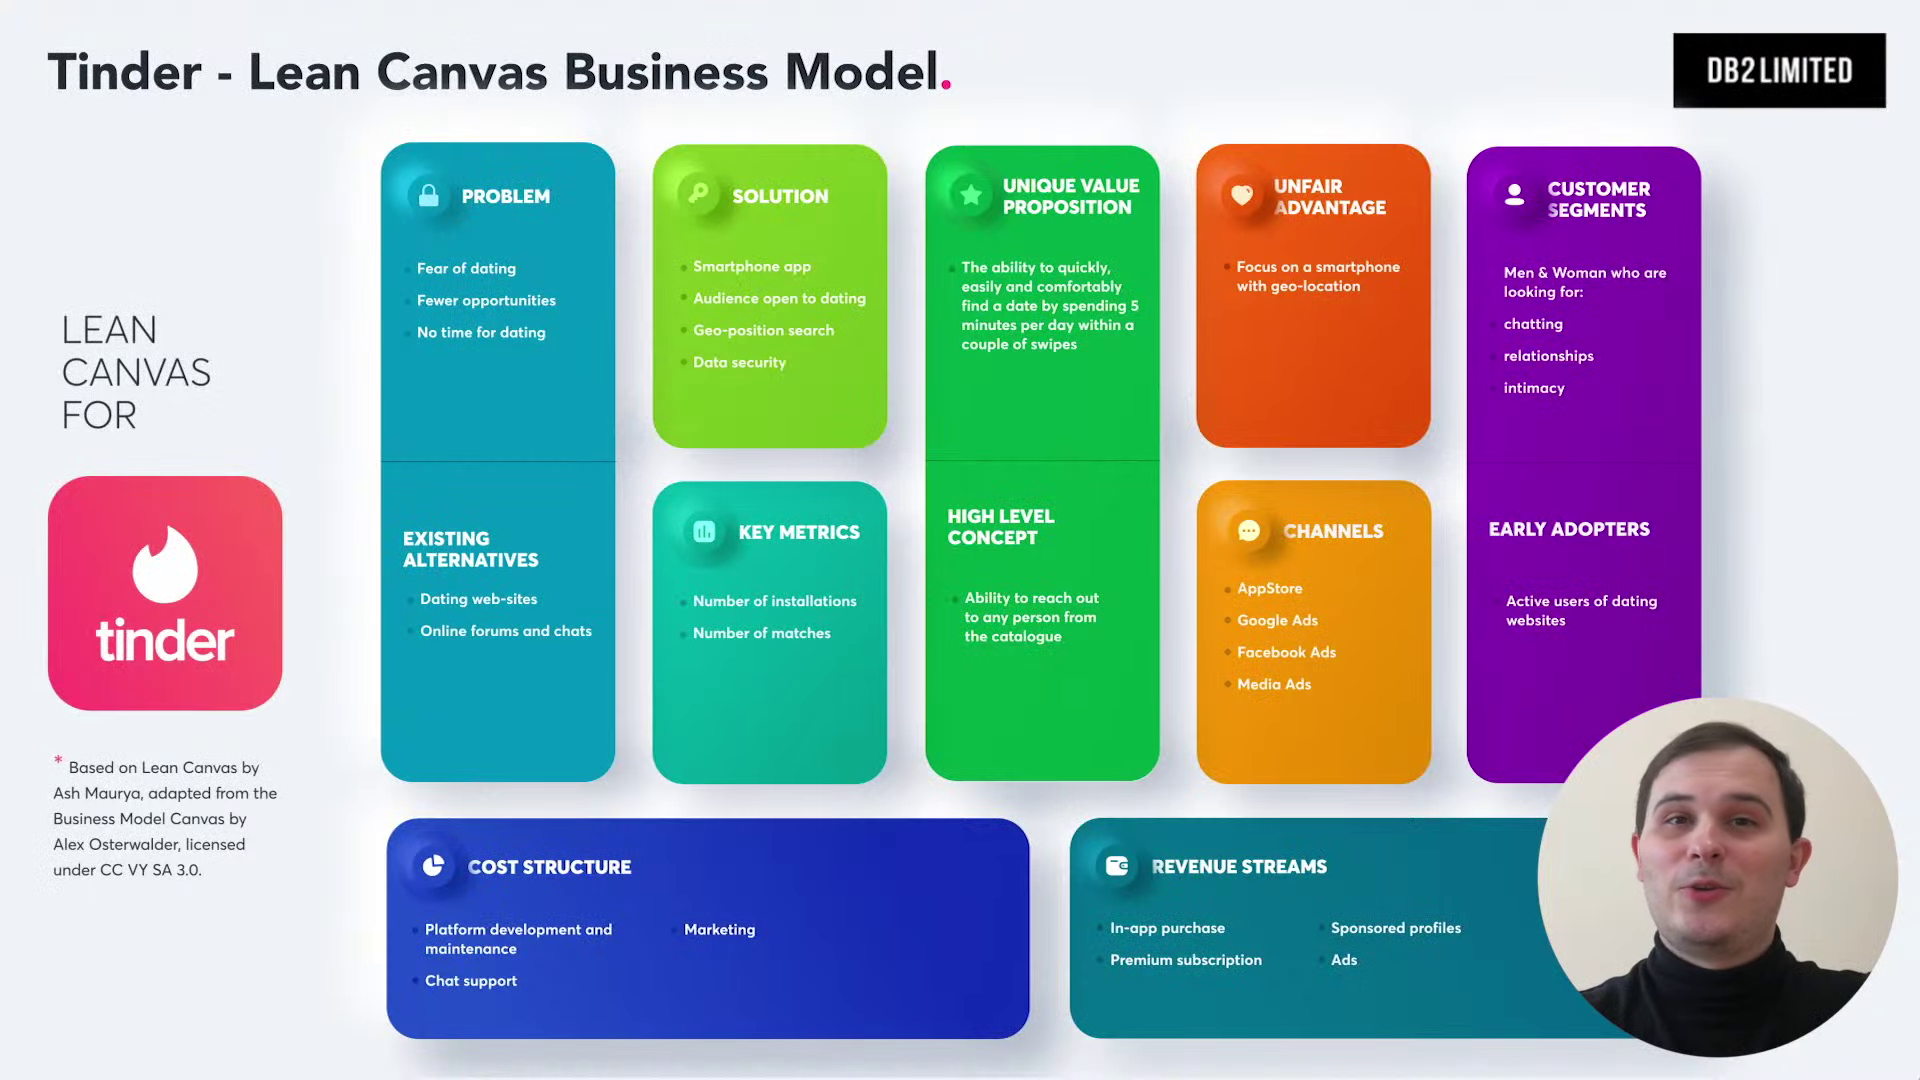 Tinder - Lean Canvas Business Model.
DB2 LIMITED
LEAN
CANVAS
FOR
tinder
* Based on Lean Canvas by
Ash Maurya, adapted from the
Business Model Canvas by
Alex Osterwalder, licensed
under CC VY SA 3.0.
PROBLEM
Fear of dating
Fewer opportunities
No time for dating
EXISTING
ALTERNATIVES
Dating web-sites
Online forums and chats
SOLUTION
Smartphone app
Audience open to dating
Geo-position search
Data security
KEY METRICS
Number of installations
Number of matches
UNIQUE VALUE
PROPOSITION
The ability to quickly,
easily and comfortably
find a date by spending 5
minutes per day within a
couple of swipes
HIGH LEVEL
CONCEPT
Ability to reach out
to any person from
the catalogue
UNFAIR
ADVANTAGE
Focus on a smartphone
with geo-location
CHANNELS
AppStore
Google Ads
Facebook Ads
Media Ads
CUSTOMER
SEGMENTS
Men & Woman who are
looking for:
chatting
relationships
intimacy
EARLY ADOPTERS
Active users of dating
websites
COST STRUCTURE
Platform development and
maintenance
Chat support
Marketing
REVENUE STREAMS
In-app purchase
Premium subscription
Sponsored profiles
Ads